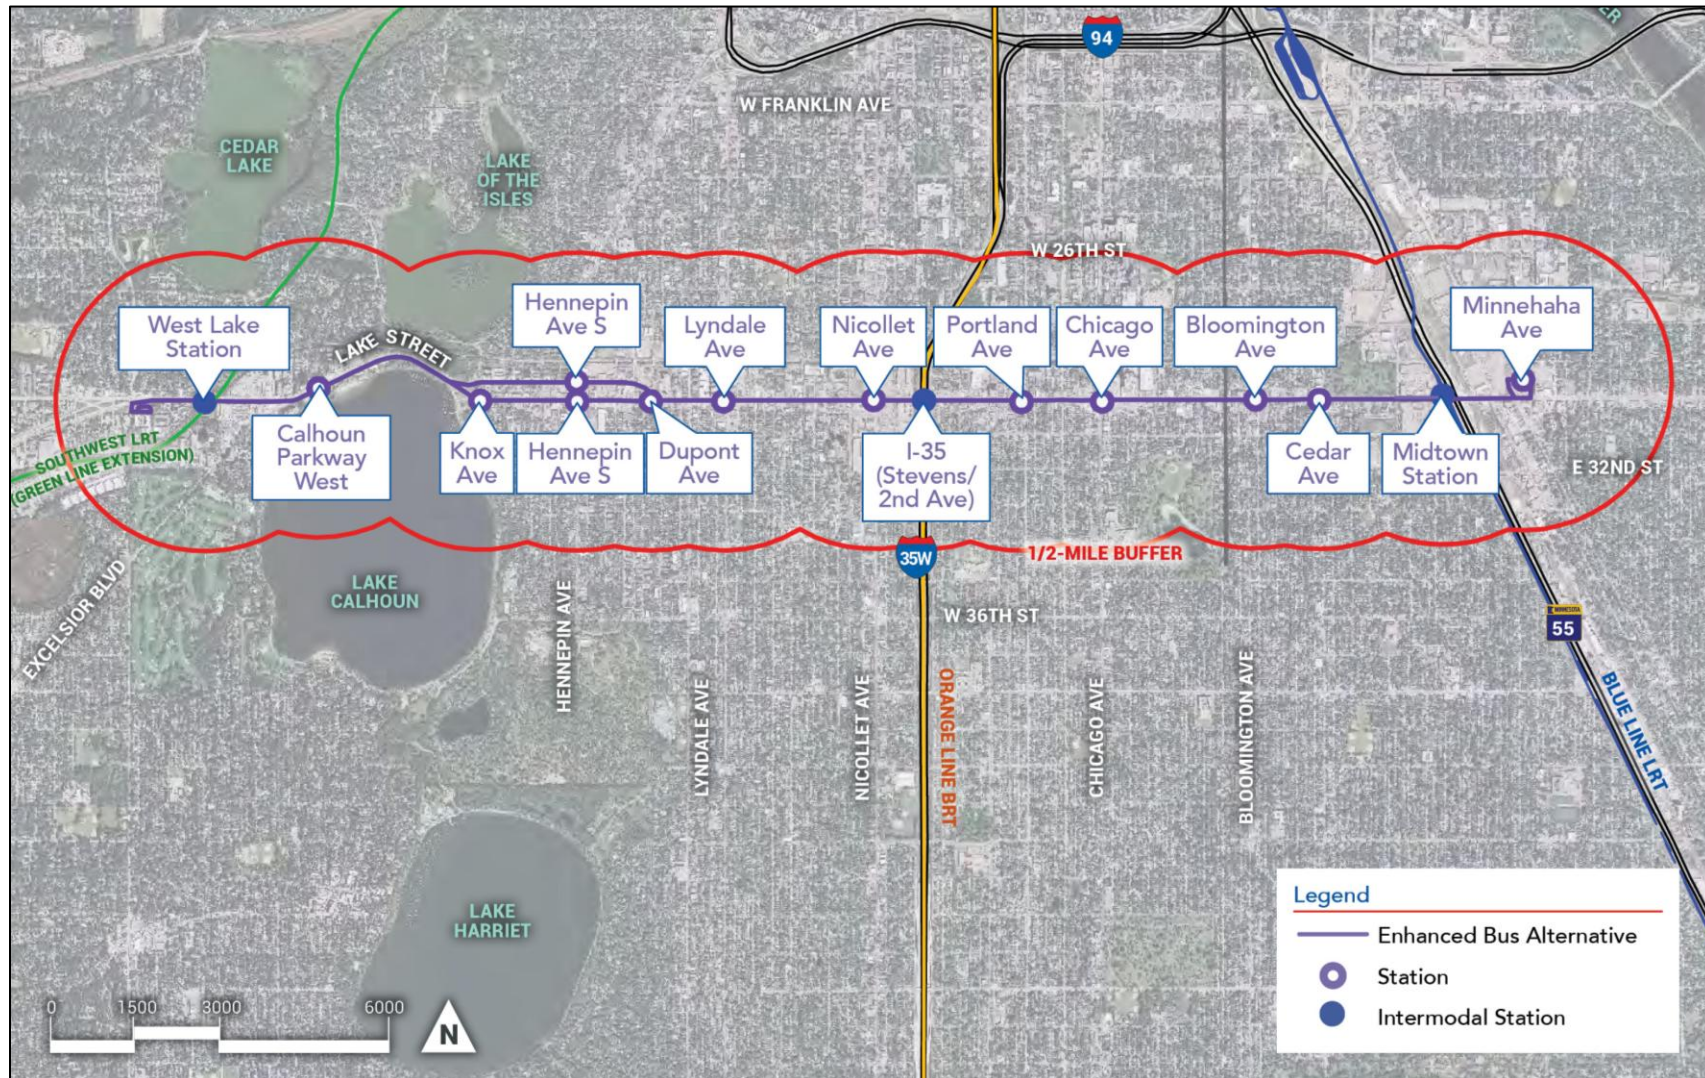 94
W FRANKLIN AVE
CEDAR
LAKE
LAKE
OF THE
ISLES
W 26TH ST
West Lake
Station
LAKE STREET
Hennepin
Ave S
Lyndale
Ave
Nicollet
Ave
Portland
Ave
Chicago
Ave
Bloomington
Ave
Minnehaha
Ave
Calhoun
Parkway
West
Knox
Ave
Hennepin
Ave S
Dupont
Ave
I-35
(Stevens/
2nd Ave)
Cedar
Ave
Midtown
Station
E 32ND ST
SOUTHWEST LRT
(GREEN LINE EXTENSION)
1/2-MILE BUFFER
35W
EXCELSIOR BLVD
LAKE
CALHOUN
HENNEPIN AVE
W 36TH ST
MINNESOTA
55
LYNDALE AVE
NICOLLET AVE
ORANGE LINE BRT
CHICAGO AVE
BLOOMINGTON AVE
BLUE LINE LRT
LAKE
HARRIET
0 1500 3000 6000
N
Legend
Enhanced Bus Alternative
Station
Intermodal Station